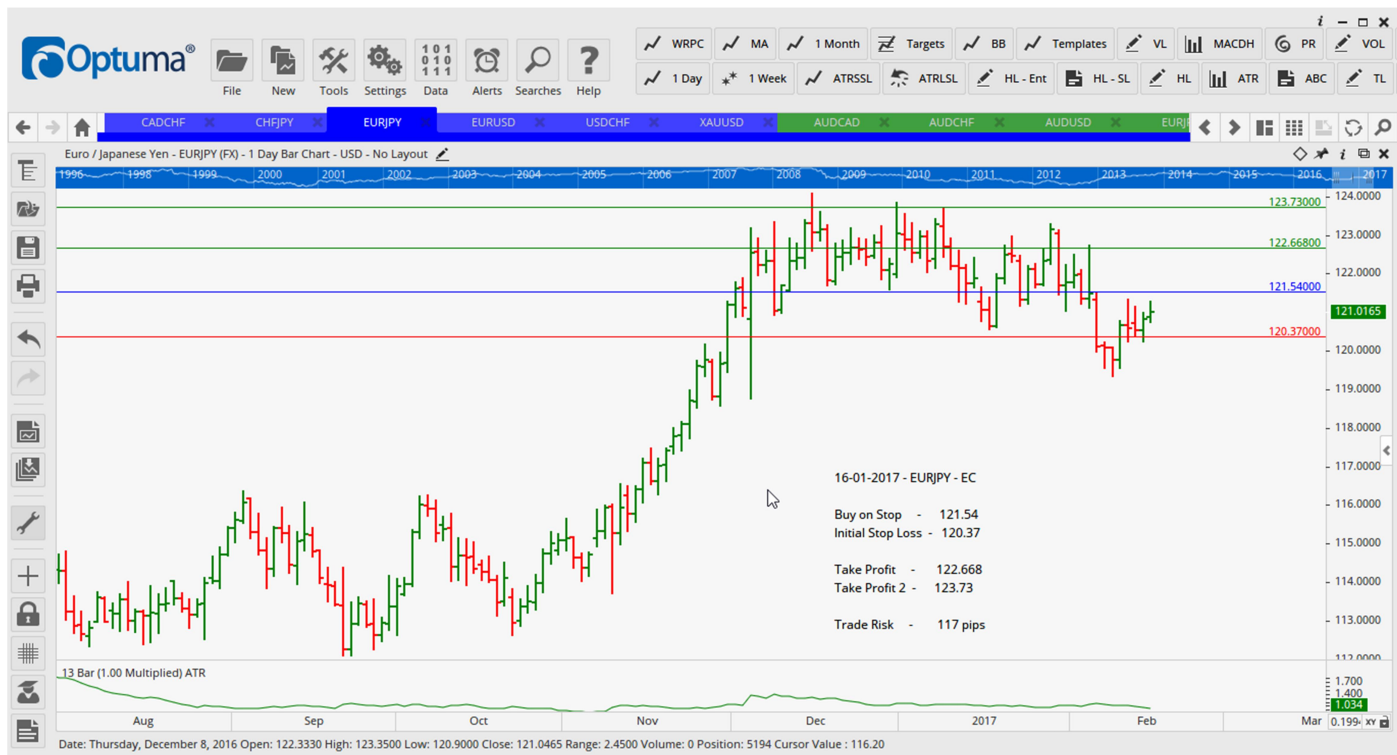 Optuma®
File
New
Tools
Settings
101
010
111
Data
Alerts
Searches
Help
WRPC
MA
1 Month
Targets
BB
Templates
VL
MACDH
PR
VOL
1 Day
1 Week
ATRSSL
ATRLSL
HL - Ent
HL - SL
HL
ATR
ABC
TL
CADCHF
CHFJPY
EURJPY
EURUSD
USDCHF
XAUUSD
AUDCAD
AUDCHF
AUDUSD
EURJ
Euro / Japanese Yen - EURJPY (FX) - 1 Day Bar Chart - USD - No Layout
1996 1998 1999 2000 2001 2002 2003 2004 2005 2006 2007 2008 2009 2010 2011 2012 2013 2014 2015 2016 2017
124.0000
123.73000
123.0000
122.66800
122.0000
121.54000
121.0165
120.37000
120.0000
119.0000
118.0000
117.0000
116.0000
115.0000
114.0000
113.0000
112.0000
16-01-2017 - EURJPY - EC
Buy on Stop - 121.54
Initial Stop Loss - 120.37
Take Profit - 122.668
Take Profit 2 - 123.73
Trade Risk - 117 pips
13 Bar (1.00 Multiplied) ATR
1.700
1.400
1.034
Aug Sep Oct Nov Dec 2017 Feb Mar
0.199 XY
Date: Thursday, December 8, 2016 Open: 122.3330 High: 123.3500 Low: 120.9000 Close: 121.0465 Range: 2.4500 Volume: 0 Position: 5194 Cursor Value : 116.20